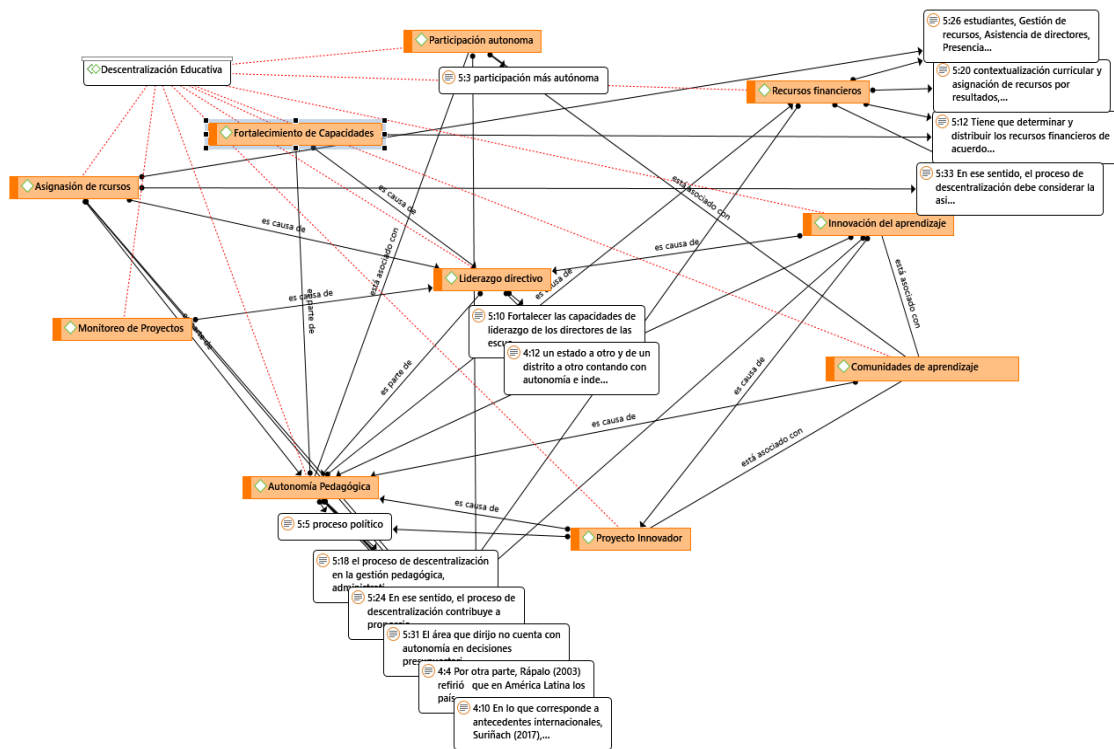 Participación autonoma
5:26 estudiantes, Gestión de
recursos, Asistencia de directores,
Presencia...
Descentralización Educativa
5:3 participación más autónoma
5:20 contextualización curricular y
asignación de recursos por
resultados,...
Recursos financieros
5:12 Tiene que determinar y
distribuir los recursos financieros de
acuerdo...
Fortalecimiento de Capacidades
5:33 En ese sentido, el proceso de
descentralización debe considerar la
asi...
Asignasión de rcursos
es causa de
está asociado con
es causa de
está asociado con
Innovación del aprendizaje
es causa de
Liderazgo directivo
es causa de
está asociado con
es causa de
es parte de
Monitoreo de Proyectos
es parte de
5:10 Fortalecer las capacidades de
liderazgo de los directores de las
escue
4:12 un estado a otro y de un
distrito a otro contando con
autonomía e inde...
es parte de
es causa de
Comunidades de aprendizaje
es causa de
está asociado con
Autonomía Pedagógica
es causa de
5:5 proceso político
Proyecto Innovador
5:18 el proceso de descentralización
en la gestión pedagógica,
administrati
5:24 En ese sentido, el proceso de
descentralización contribuye a
5:31 El área que dirijo no cuenta con
autonomía en decisiones
4:4 Por otra parte, Rápalo (2003)
refirió que en América Latina los
país
4:10 En lo que corresponde a
antecedentes internacionales,
Suriñach (2017),...